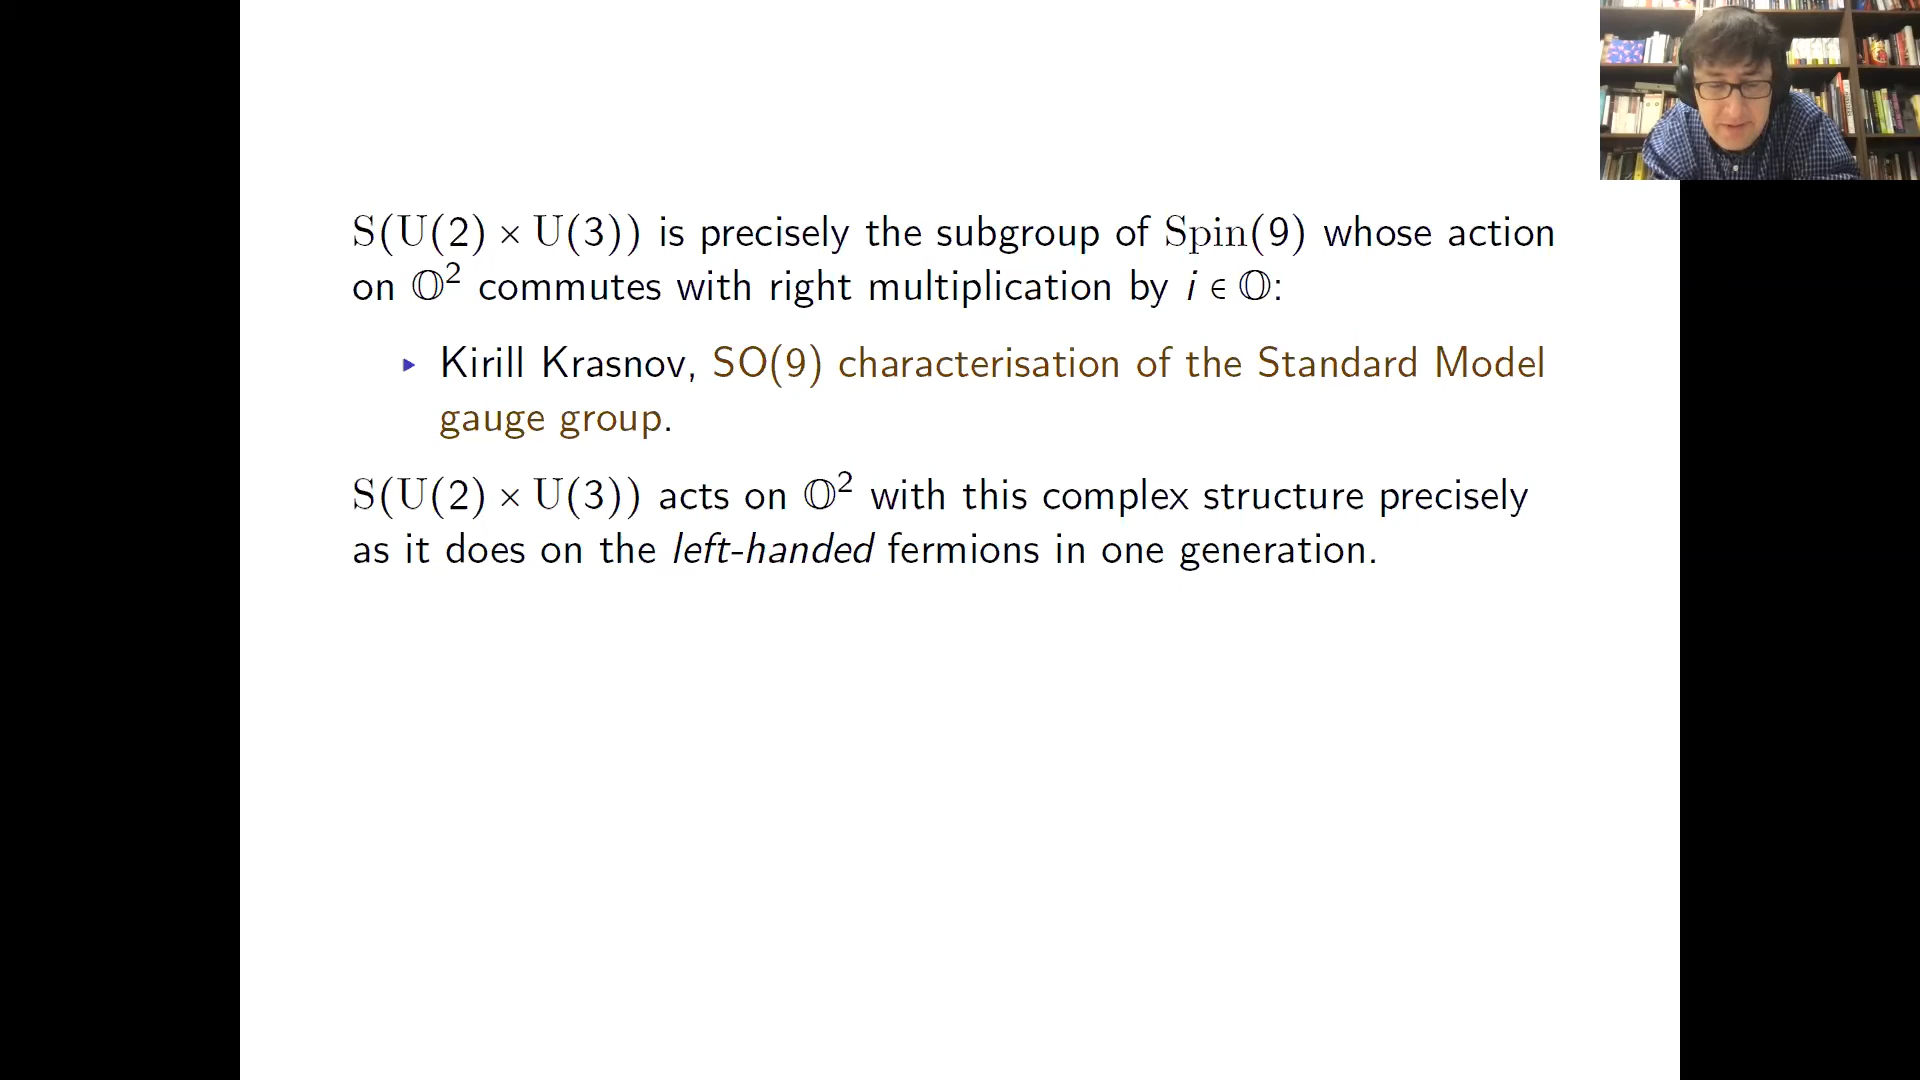 S(U(2) × U(3)) is precisely the subgroup of Spin(9) whose action
on 𝕆² commutes with right multiplication by i ∈ 𝕆:
▸ Kirill Krasnov, SO(9) characterisation of the Standard Model
gauge group.
S(U(2) × U(3)) acts on 𝕆² with this complex structure precisely
as it does on the left-handed fermions in one generation.